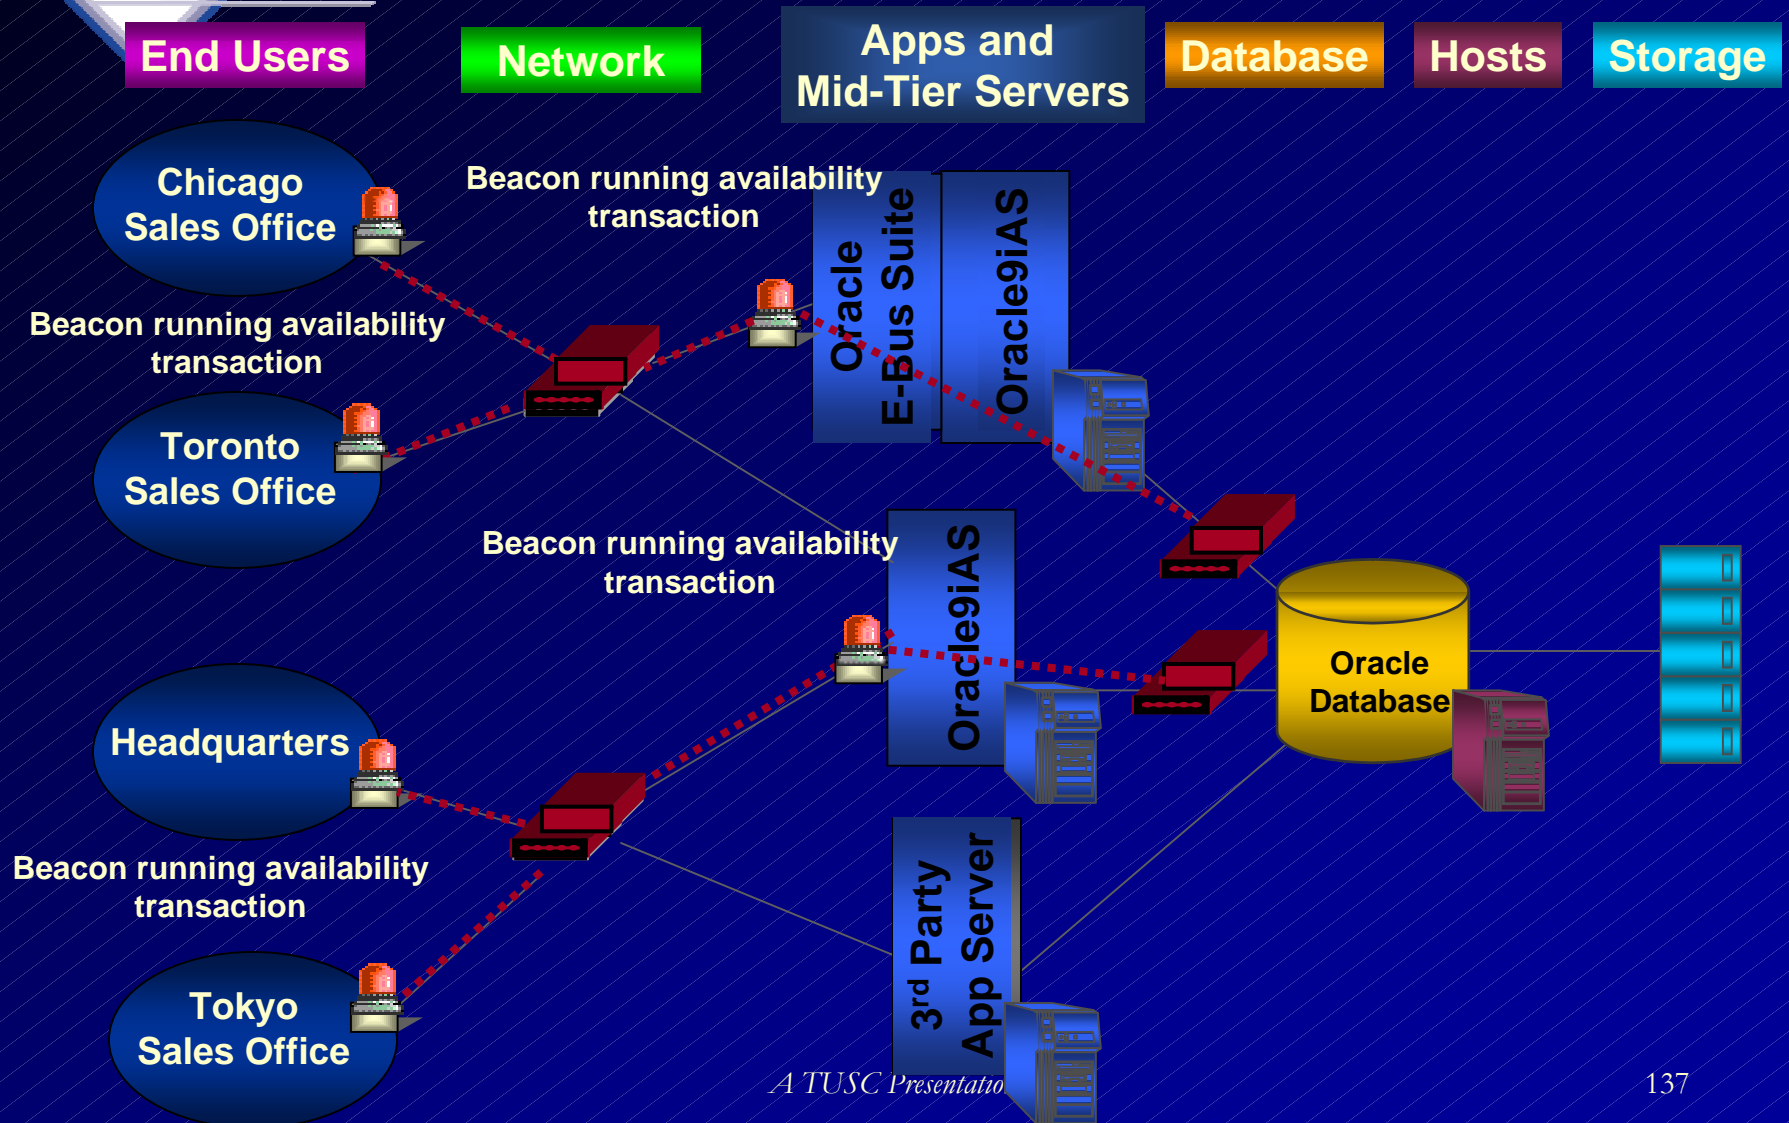 End Users
Network
Apps and
Mid-Tier Servers
Database
Hosts
Storage
Chicago
Sales Office
Beacon running availability
transaction
Oracle
E-Bus Suite
Oracle9iAS
Beacon running availability
transaction
Toronto
Sales Office
Beacon running availability
transaction
Oracle9iAS
Oracle
Database
Headquarters
Beacon running availability
transaction
3rd Party
App Server
Tokyo
Sales Office
A TUSC
137